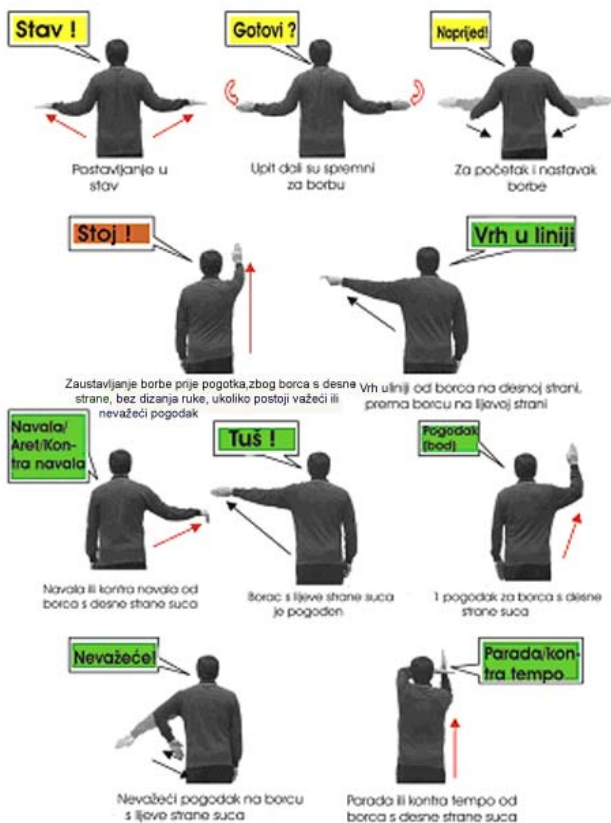 Stav !
Gotovi ?
Naprijed!
Postavljanje u
stav
Upit dali su spremni
za borbu
Za početak i nastavak
borbe
Stoj !
Vrh u liniji
Zaustavljanje borbe prije pogotka,zbog borca s desne
strane, bez dizanja ruke, ukoliko postoji važeći ili
nevažeći pogodak
Vrh uliniji od borca na desnoj strani,
prema borcu na lijevoj strani
Navala/
Aret/Kon-
tra navala
Tuš !
Pogodak
(bod)
Navala ili kontra navala od
borca s desne strane suca
Borac s lijeve strane suca
je pogođen
1 pogodak za borca s desne
strane suca
Nevažeće!
Parada/kon-
tra tempo
Nevažeći pogodak na borcu
s lijeve strane suca
Parada ili kontra tempo od
borca s desne strane suca